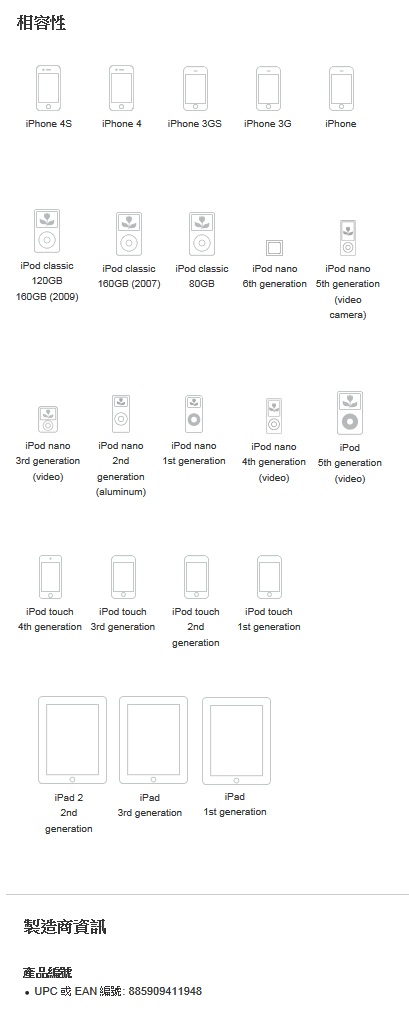 相容性
iPhone 4S
iPhone 4
iPhone 3GS
iPhone 3G
iPhone
iPod classic
120GB
160GB (2009)
iPod classic
160GB (2007)
iPod classic
80GB
iPod nano
6th generation
iPod nano
5th generation
(video
camera)
iPod nano
3rd generation
(video)
iPod nano
2nd
generation
(aluminum)
iPod nano
1st generation
iPod nano
4th generation
(video)
iPod
5th generation
(video)
iPod touch
4th generation
iPod touch
3rd generation
iPod touch
2nd
generation
iPod touch
1st generation
iPad 2
2nd
generation
iPad
3rd generation
iPad
1st generation
製造商資訊
產品編號
• UPC 或 EAN 編號: 885909411948